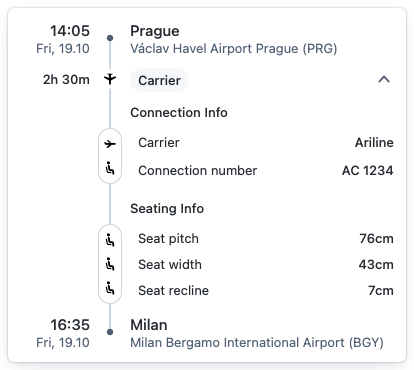 14:05 Prague
Fri, 19.10 Václav Havel Airport Prague (PRG)
2h 30m Carrier
Connection Info
Carrier Ariline
Connection number AC 1234
Seating Info
Seat pitch 76cm
Seat width 43cm
Seat recline 7cm
16:35 Milan
Fri, 19.10 Milan Bergamo International Airport (BGY)